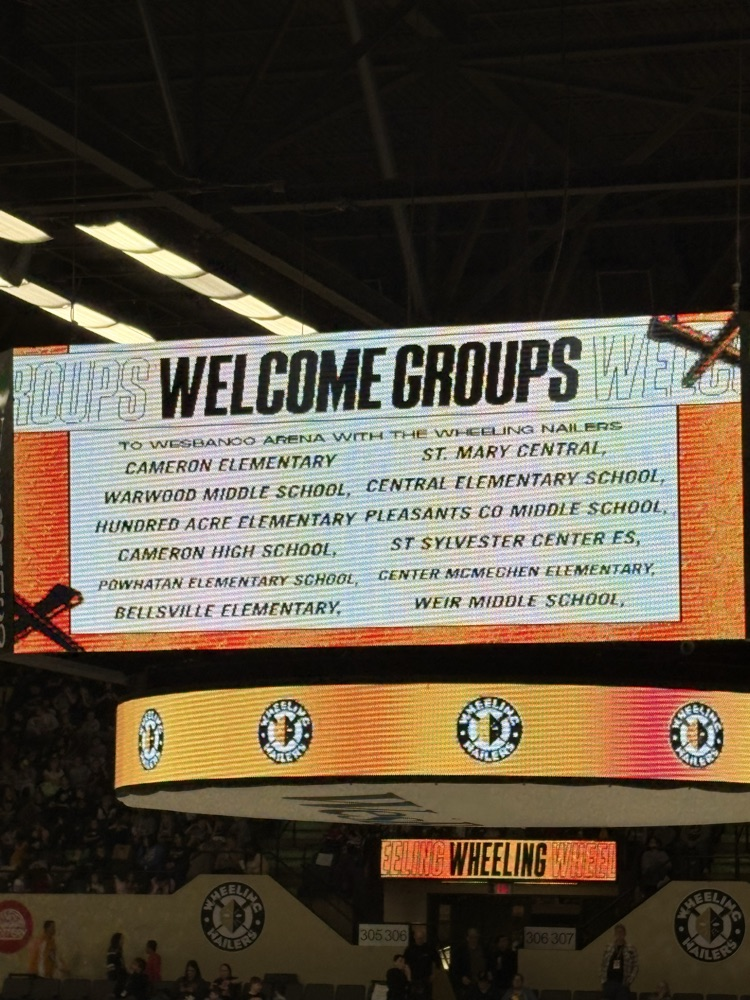 ROUPS WELCOME GROUPS WELCO
TO WESBANCO ARENA WITH THE WHEELING NAILERS
CAMERON ELEMENTARY
WARWOOD MIDDLE SCHOOL,
HUNDRED ACRE ELEMENTARY
CAMERON HIGH SCHOOL,
POWHATAN ELEMENTARY SCHOOL,
BELLSVILLE ELEMENTARY,
ST. MARY CENTRAL,
CENTRAL ELEMENTARY SCHOOL,
PLEASANTS CO MIDDLE SCHOOL,
ST SYLVESTER CENTER ES,
CENTER MCMECHEN ELEMENTARY,
WEIR MIDDLE SCHOOL,
WHEELING NAILERS
WHEELING NAILERS
WHEELING NAILERS
WHEELING NAILERS
EELING WHEELING WHEELI
WHEELING NAILERS
305 306
306 307
WHEELING NAILERS